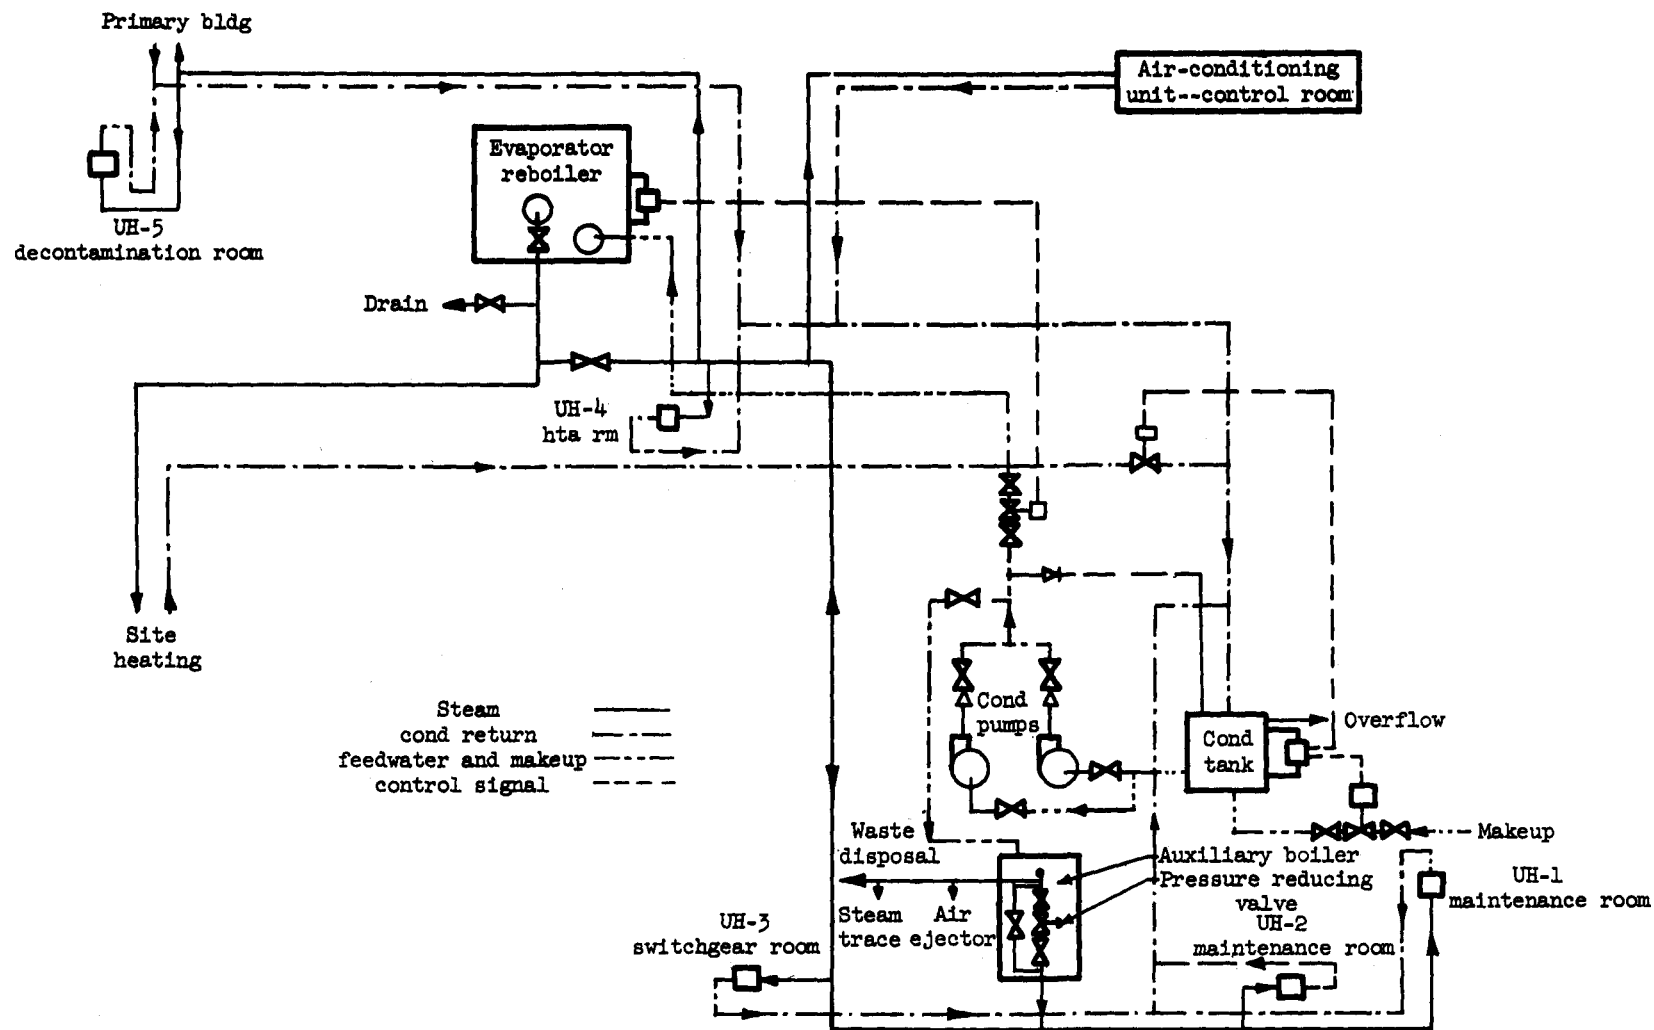 Primary bldg
Air-conditioning
unit--control room
Evaporator
reboiler
UH-5
decontamination room
Drain
UH-4
hta rm
Site
heating
Steam
cond return
feedwater and makeup
control signal
Cond
pumps
Cond
tank
Overflow
Makeup
Waste
disposal
Auxiliary boiler
Pressure reducing
valve
Steam
trace
Air
ejector
UH-1
maintenance room
UH-2
maintenance room
UH-3
switchgear room